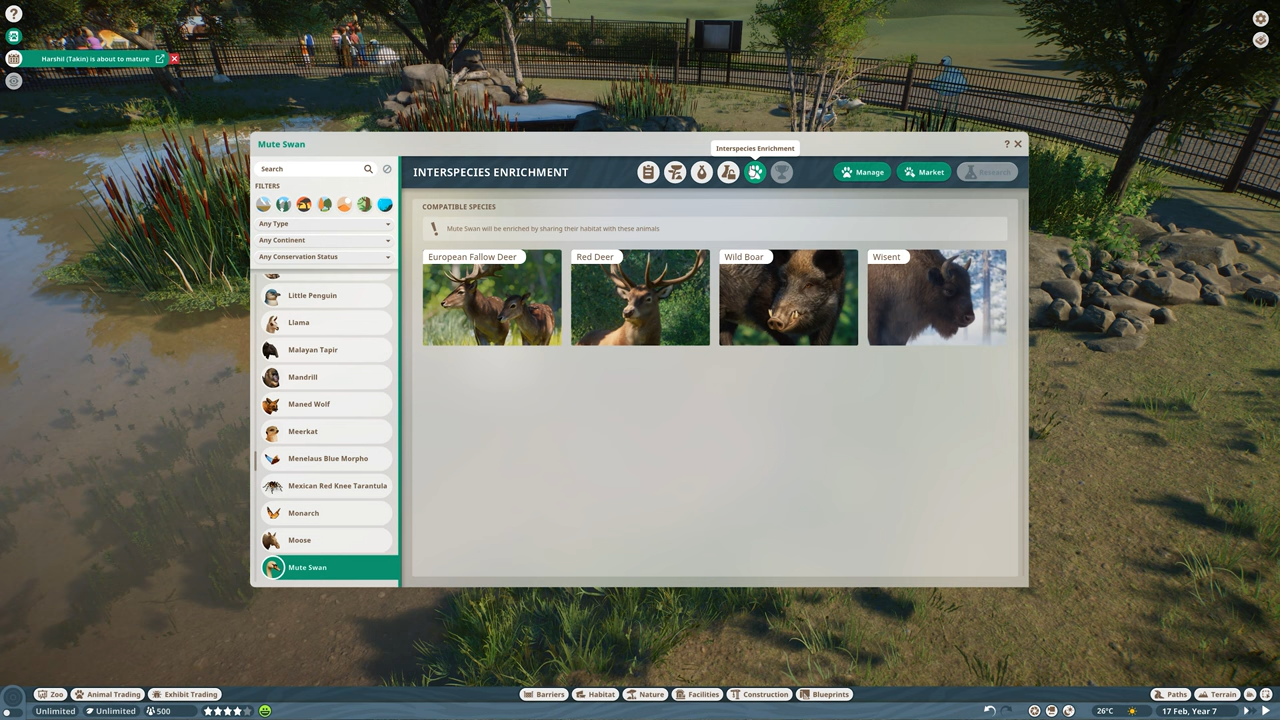 ?
Harshil (Takin) is about to mature
Mute Swan
?
Interspecies Enrichment
Search
INTERSPECIES ENRICHMENT
Manage
Market
Research
FILTERS
Any Type
Any Continent
Any Conservation Status
COMPATIBLE SPECIES
Mute Swan will be enriched by sharing their habitat with these animals
European Fallow Deer
Red Deer
Wild Boar
Wisent
Little Penguin
Llama
Malayan Tapir
Mandrill
Maned Wolf
Meerkat
Menelaus Blue Morpho
Mexican Red Knee Tarantula
Monarch
Moose
Mute Swan
Zoo
Animal Trading
Exhibit Trading
Barriers
Habitat
Nature
Facilities
Construction
Blueprints
Paths
Terrain
Unlimited
Unlimited
500
26°C
17 Feb, Year 7